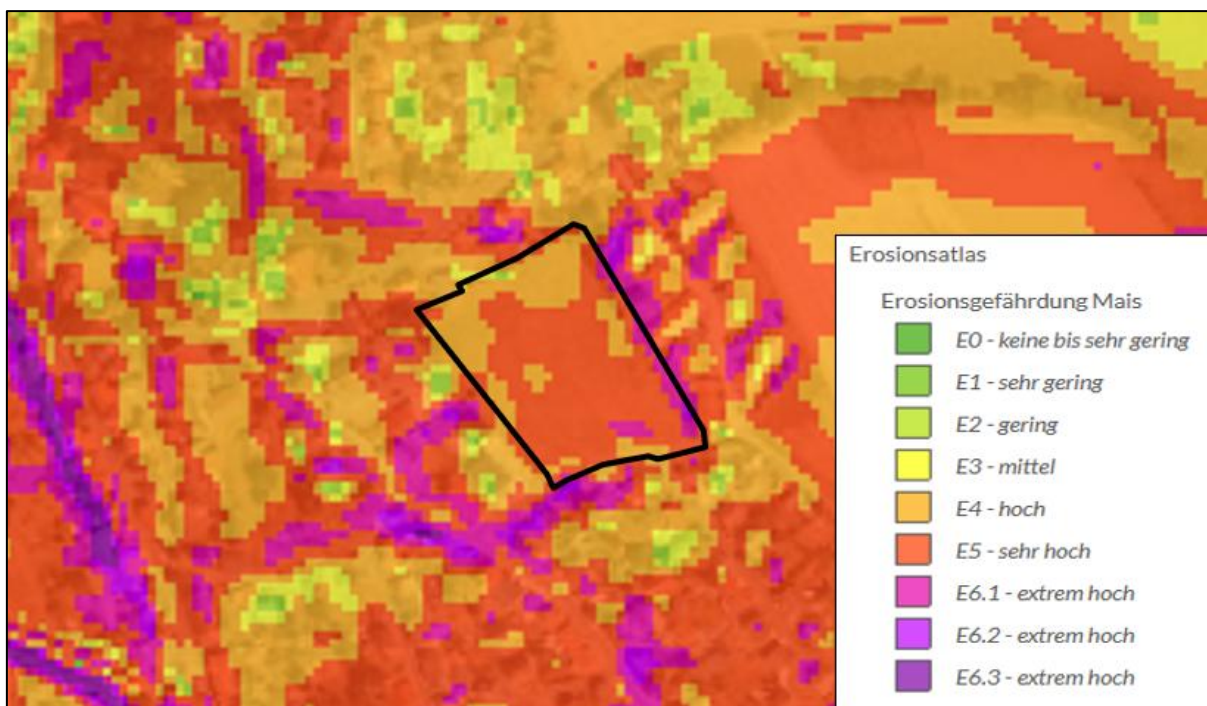 Erosionsatlas
Erosionsgefährdung Mais
E0 - keine bis sehr gering
E1 - sehr gering
E2 - gering
E3 - mittel
E4 - hoch
E5 - sehr hoch
E6.1 - extrem hoch
E6.2 - extrem hoch
E6.3 - extrem hoch